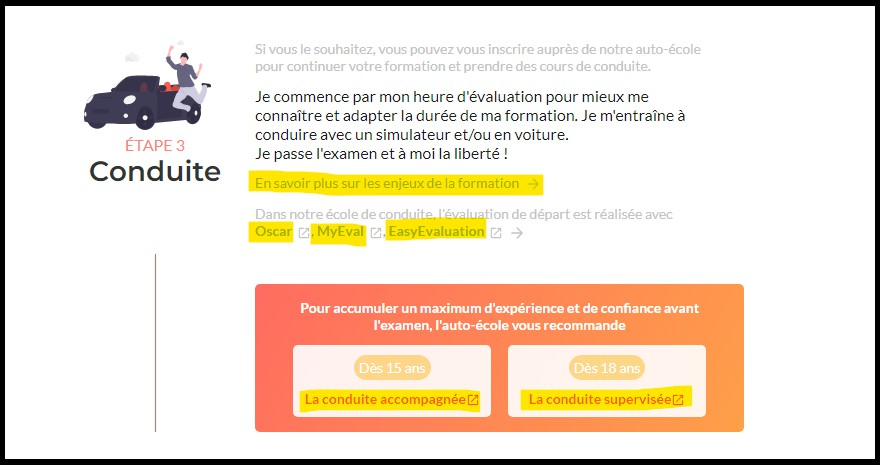 Si vous le souhaitez, vous pouvez vous inscrire auprès de notre auto-école
pour continuer votre formation et prendre des cours de conduite.
Je commence par mon heure d'évaluation pour mieux me
connaître et adapter la durée de ma formation. Je m'entraîne à
conduire avec un simulateur et/ou en voiture.
Je passe l'examen et à moi la liberté !
ÉTAPE 3
Conduite
En savoir plus sur les enjeux de la formation →
Dans notre école de conduite, l'évaluation de départ est réalisée avec
Oscar, MyEval, EasyEvaluation →
Pour accumuler un maximum d'expérience et de confiance avant
l'examen, l'auto-école vous recommande
Dès 15 ans
La conduite accompagnée
Dès 18 ans
La conduite supervisée